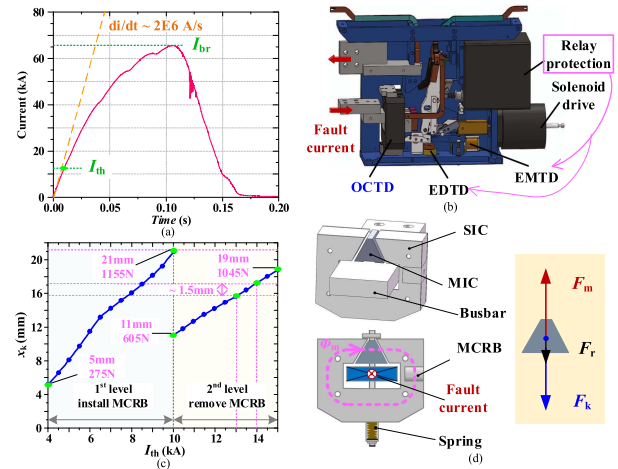 (a)
di/dt ~ 2E6 A/s
80
60
40
20
0
Current (kA)
Ibr
Ith
0.00
0.05
0.10
0.15
0.20
Time (s)
(a)
Relay
protection
Solenoid
drive
Fault
current
OCTD
EDTD
EMTD
(b)
24
20
16
12
8
4
0
xk (mm)
21mm
1155N
19mm
1045N
~ 1.5mm
11mm
605N
5mm
275N
1st level
install MCRB
2nd level
remove MCRB
4
6
8
10
12
14
Ith (kA)
(c)
SIC
MIC
Busbar
φm
MCRB
Fault
current
Spring
(d)
Fm
Fr
Fk